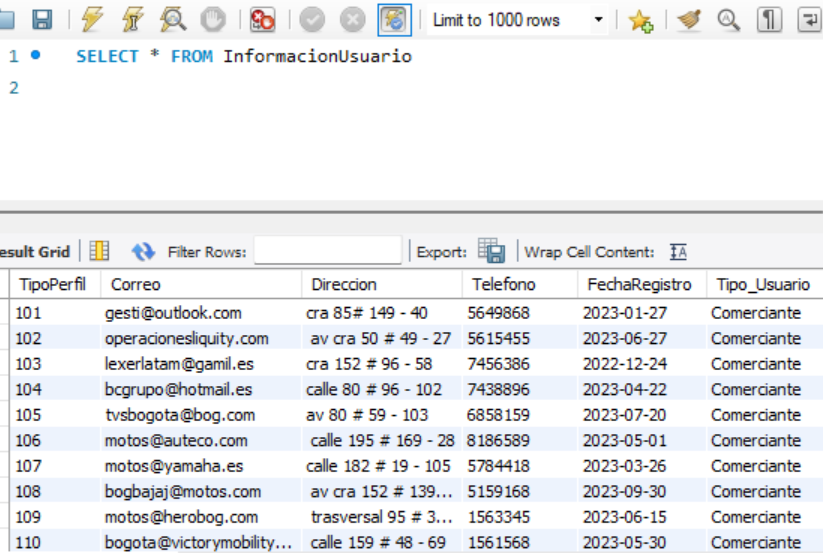 Limit to 1000 rows
1 SELECT * FROM InformacionUsuario
2
esult Grid Filter Rows: Export: Wrap Cell Content:
TipoPerfil Correo Direccion Telefono FechaRegistro Tipo_Usuario
101 gesti@outlook.com cra 85# 149 - 40 5649868 2023-01-27 Comerciante
102 operacionesliquity.com av cra 50 # 49 - 27 5615455 2023-06-27 Comerciante
103 lexerlatam@gamil.es cra 152 # 96 - 58 7456386 2022-12-24 Comerciante
104 bcgrupo@hotmail.es calle 80 # 96 - 102 7438896 2023-04-22 Comerciante
105 tvsbogota@bog.com av 80 # 59 - 103 6858159 2023-07-20 Comerciante
106 motos@auteco.com calle 195 # 169 - 28 8186589 2023-05-01 Comerciante
107 motos@yamaha.es calle 182 # 19 - 105 5784418 2023-03-26 Comerciante
108 bogbajaj@motos.com av cra 152 # 139... 5159168 2023-09-30 Comerciante
109 motos@herobog.com trasversal 95 # 3... 1563345 2023-06-15 Comerciante
110 bogota@victorymobility... calle 159 # 48 - 69 1561568 2023-05-30 Comerciante